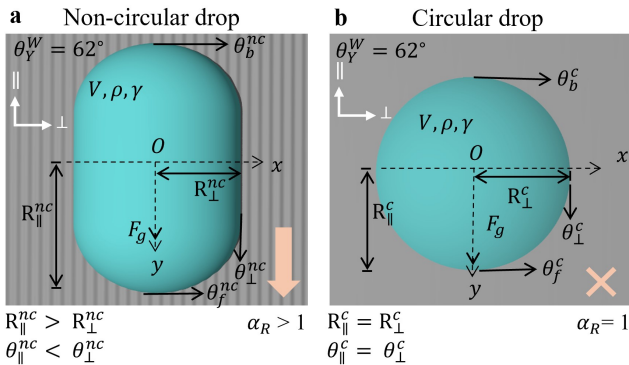 a Non-circular drop
θ_Y^W = 62°
θ_b^{nc}
∥
⊥
V, ρ, γ
O
x
R_⊥^{nc}
R_∥^{nc}
F_g
y
θ_⊥^{nc}
θ_f^{nc}
R_∥^{nc} > R_⊥^{nc} α_R > 1
θ_∥^{nc} < θ_⊥^{nc}
b Circular drop
θ_Y^W = 62°
θ_b^c
∥
⊥
V, ρ, γ
O
x
R_⊥^c
R_∥^c
F_g
θ_⊥^c
θ_f^c
y
R_∥^c = R_⊥^c α_R = 1
θ_∥^c = θ_⊥^c